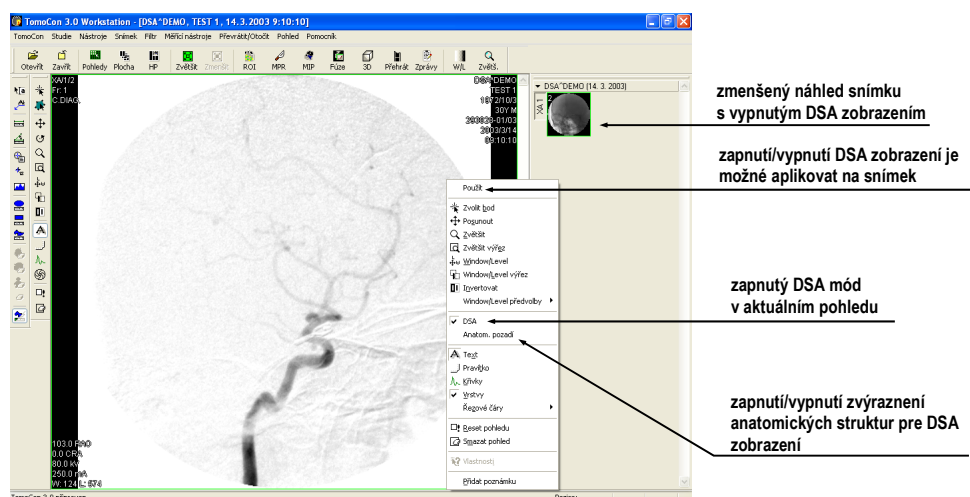 TomoCon 3.0 Workstation - [DSA^DEMO, TEST 1, 14.3.2003 9:10:10]
TomoCon Studie Nástroje Snímek Filtr Měřící nástroje Převrátit/Otočit Pohled Pomocník
Otevřít Zavřít Pohledy Plocha HP Zvětšit Zmenšit ROI MPR MIP Fúze 3D Přehrát Zprávy W/L Zvětš.
XA/1/2
Fr: 1
C.DIAG.
DSA^DEMO
TEST 1
1972/10/3
30Y M
2003/3/14
09:10:10
DSA^DEMO (14. 3. 2003)
XA 1
2
zmenšený náhled snímku
s vypnutým DSA zobrazením
zapnutí/vypnutí DSA zobrazení je
možné aplikovat na snímek
Použít
Zvolit bod
Posunout
Zvětšit
Zvětšit výřez
Window/Level
Window/Level výřez
Invertovat
Window/Level předvolby
DSA
Anatom. pozadí
Text
Pravítko
Křivky
Vrstvy
Řezové čáry
Reset pohledu
Smazat pohled
Vlastnosti
Přidat poznámku
zapnutý DSA mód
v aktuálním pohledu
zapnutí/vypnutí zvýraznení
anatomických struktur pre DSA
zobrazení
103.0 RAO
0.0 CRA
80.0 kV
250.0 mA
W: 124 L: 574